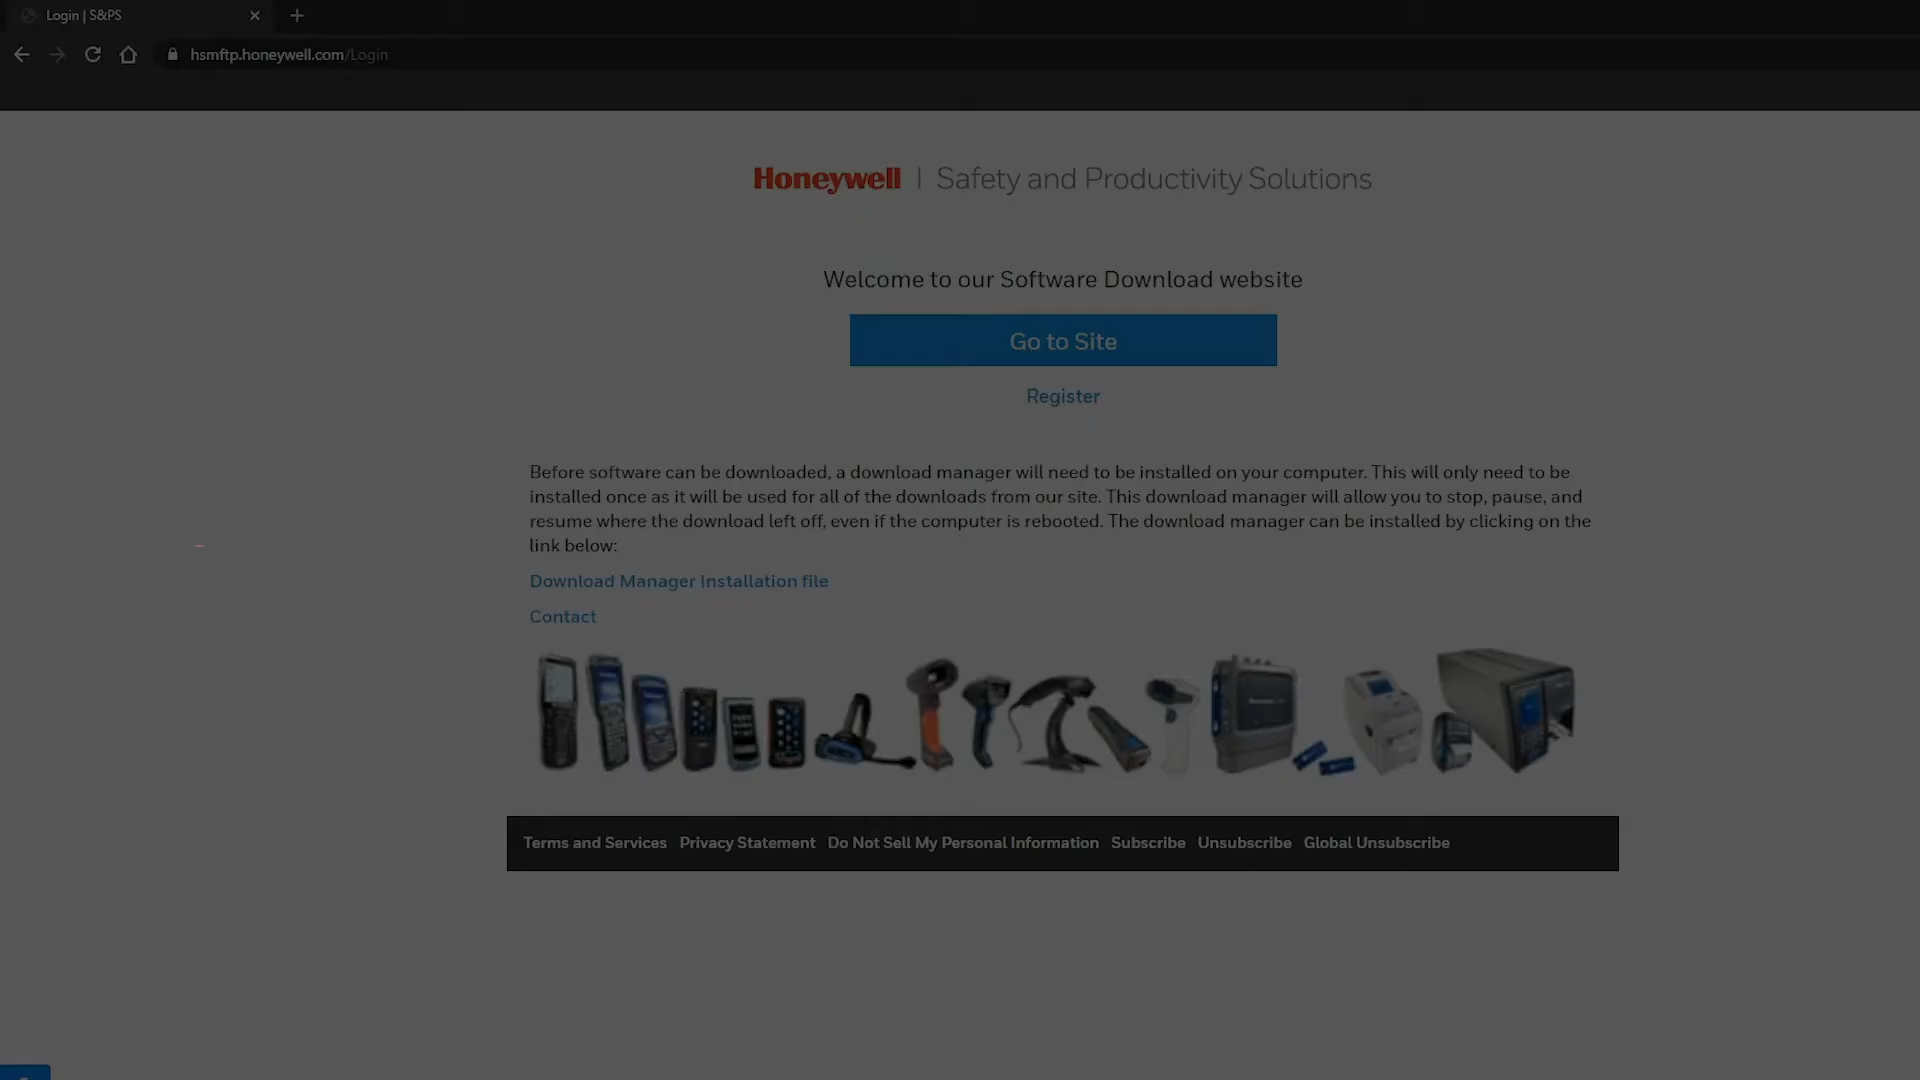 Login | S&PS
hsmftp.honeywell.com/Login
Honeywell | Safety and Productivity Solutions
Welcome to our Software Download website
Go to Site
Register
Before software can be downloaded, a download manager will need to be installed on your computer. This will only need to be
installed once as it will be used for all of the downloads from our site. This download manager will allow you to stop, pause, and
resume where the download left off, even if the computer is rebooted. The download manager can be installed by clicking on the
link below:
Download Manager Installation file
Contact
Terms and Services Privacy Statement Do Not Sell My Personal Information Subscribe Unsubscribe Global Unsubscribe